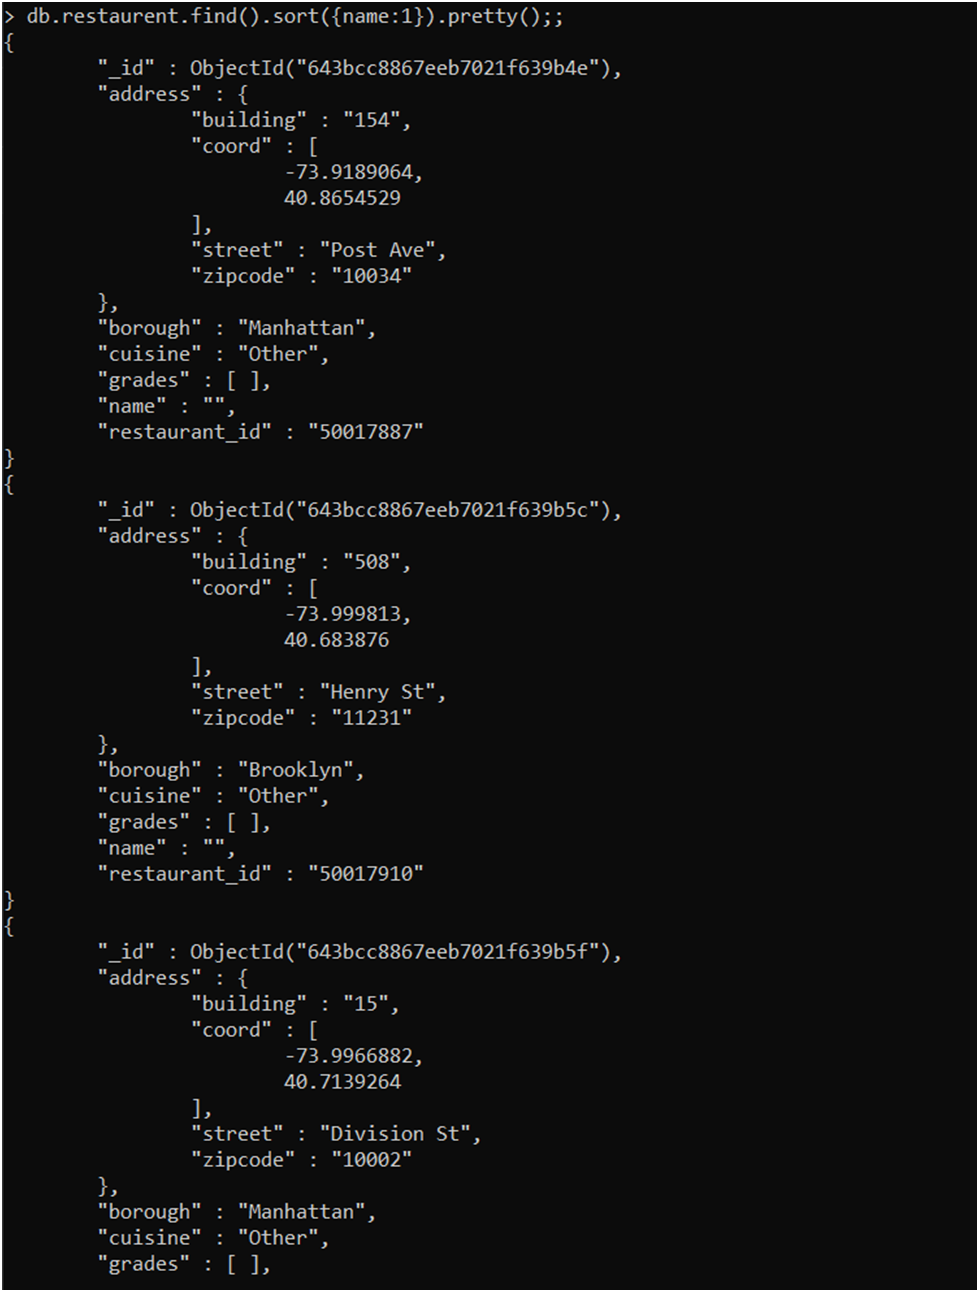 > db.restaurent.find().sort({name:1}).pretty();;
{
        "_id" : ObjectId("643bcc8867eeb7021f639b4e"),
        "address" : {
                "building" : "154",
                "coord" : [
                        -73.9189064,
                        40.8654529
                ],
                "street" : "Post Ave",
                "zipcode" : "10034"
        },
        "borough" : "Manhattan",
        "cuisine" : "Other",
        "grades" : [ ],
        "name" : "",
        "restaurant_id" : "50017887"
}
{
        "_id" : ObjectId("643bcc8867eeb7021f639b5c"),
        "address" : {
                "building" : "508",
                "coord" : [
                        -73.999813,
                        40.683876
                ],
                "street" : "Henry St",
                "zipcode" : "11231"
        },
        "borough" : "Brooklyn",
        "cuisine" : "Other",
        "grades" : [ ],
        "name" : "",
        "restaurant_id" : "50017910"
}
{
        "_id" : ObjectId("643bcc8867eeb7021f639b5f"),
        "address" : {
                "building" : "15",
                "coord" : [
                        -73.9966882,
                        40.7139264
                ],
                "street" : "Division St",
                "zipcode" : "10002"
        },
        "borough" : "Manhattan",
        "cuisine" : "Other",
        "grades" : [ ],